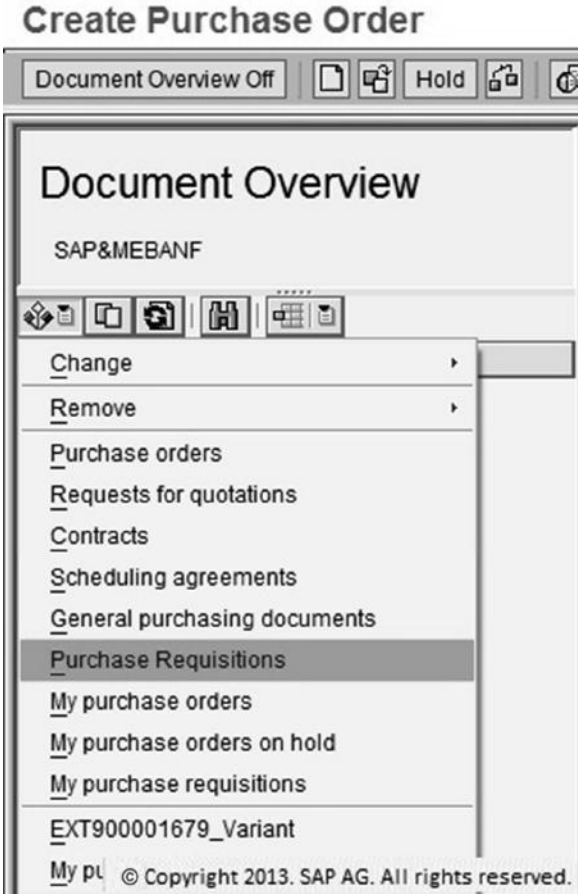 Create Purchase Order
Document Overview Off
Hold
Document Overview
SAP&MEBANF
Change
Remove
Purchase orders
Requests for quotations
Contracts
Scheduling agreements
General purchasing documents
Purchase Requisitions
My purchase orders
My purchase orders on hold
My purchase requisitions
EXT900001679_Variant
My
© Copyright 2013. SAP AG. All rights reserved.